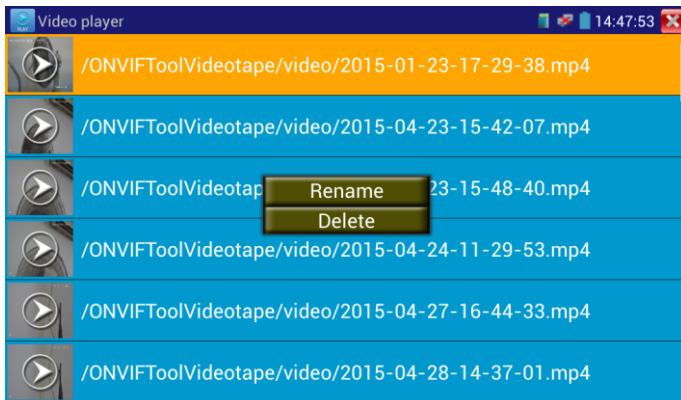 Video player
14:47:53
/ONVIFToolVideotape/video/2015-01-23-17-29-38.mp4
/ONVIFToolVideotape/video/2015-04-23-15-42-07.mp4
/ONVIFToolVideotap
23-15-48-40.mp4
Rename
Delete
/ONVIFToolVideotape/video/2015-04-24-11-29-53.mp4
/ONVIFToolVideotape/video/2015-04-27-16-44-33.mp4
/ONVIFToolVideotape/video/2015-04-28-14-37-01.mp4